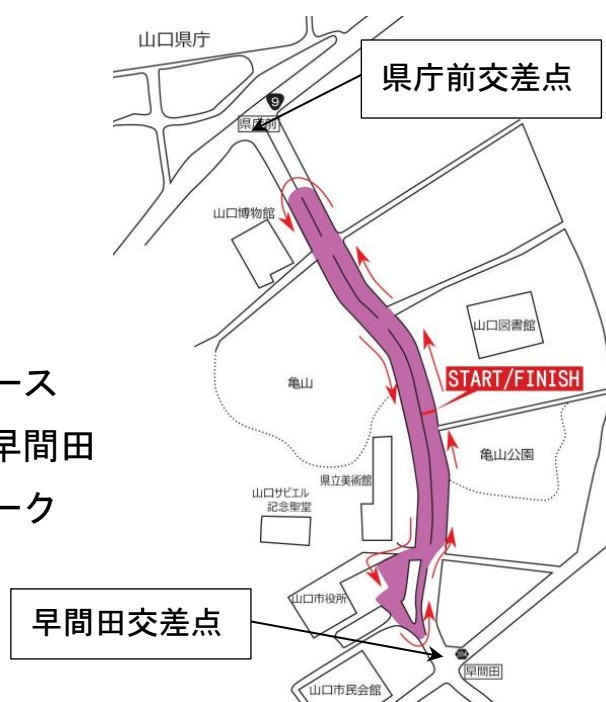 山口県庁
県庁前交差点
9
県庁前
山口博物館
山口図書館
START/FINISH
ース
亀山
早間田
亀山公園
県立美術館
ーク
山口サビエル
記念聖堂
山口市役所
早間田交差点
204
早間田
山口市民会館